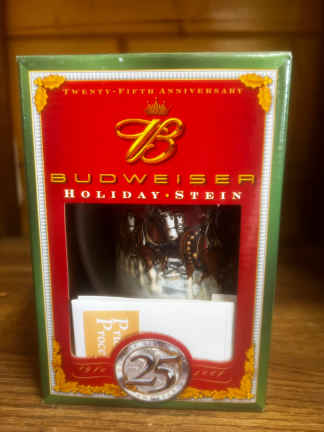 TWENTY-FIFTH ANNIVERSARY
B
BUDWEISER
HOLIDAY · STEIN
25